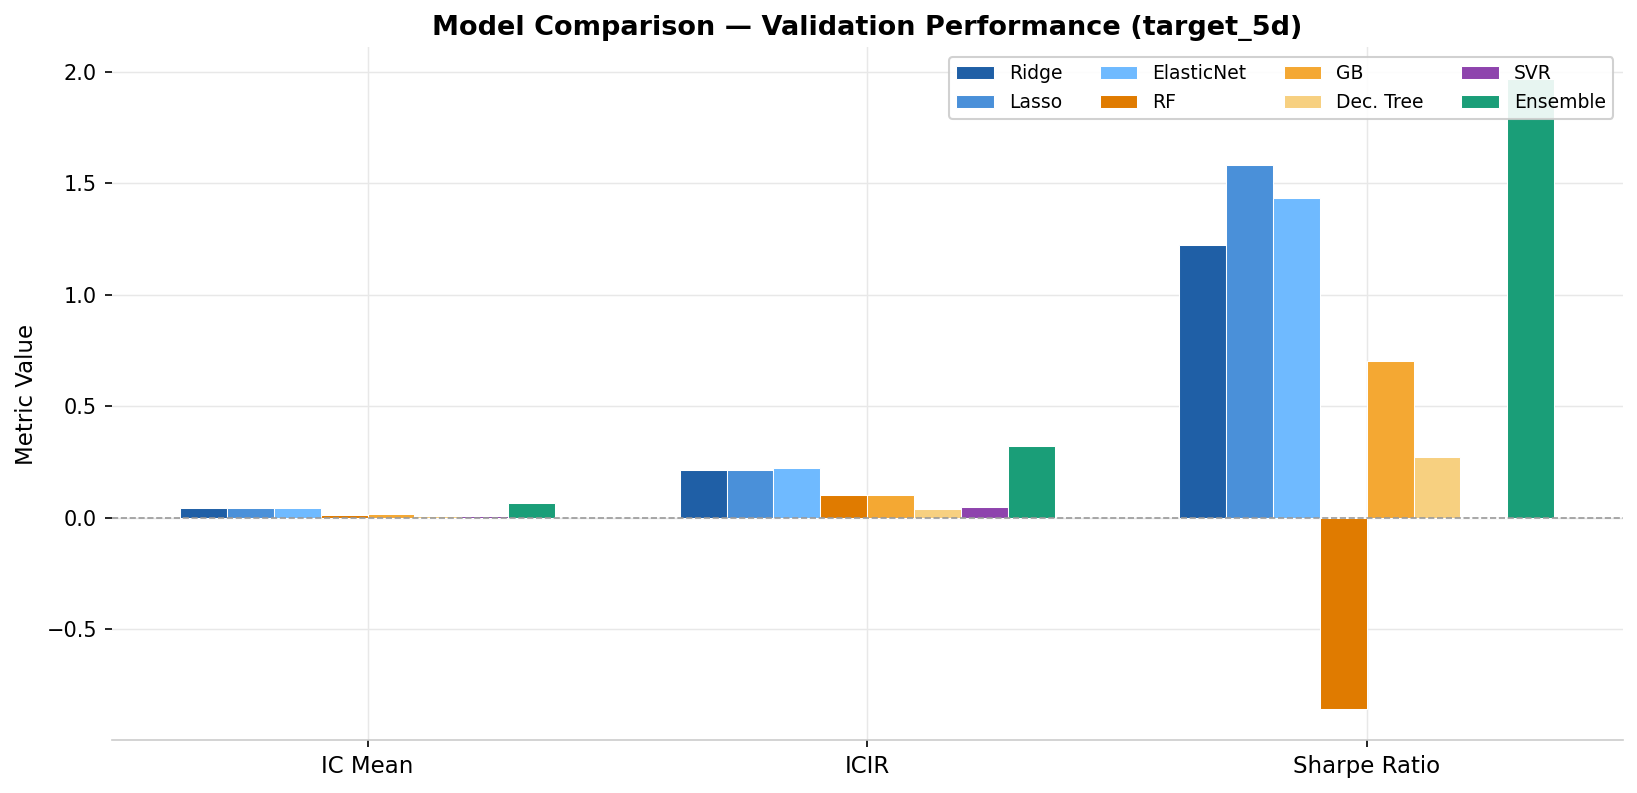 Model Comparison — Validation Performance (target_5d)
Ridge ElasticNet GB SVR
Lasso RF Dec. Tree Ensemble
Metric Value
2.0
1.5
1.0
0.5
0.0
−0.5
IC Mean ICIR Sharpe Ratio